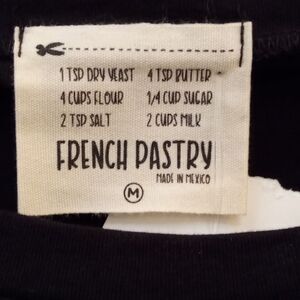 1 TSP DRY YEAST 4 TSP BUTTER
4 CUPS FLOUR 1/4 CUP SUGAR
2 TSP SALT 2 CUPS MILK
FRENCH PASTRY
MADE IN MEXICO
M